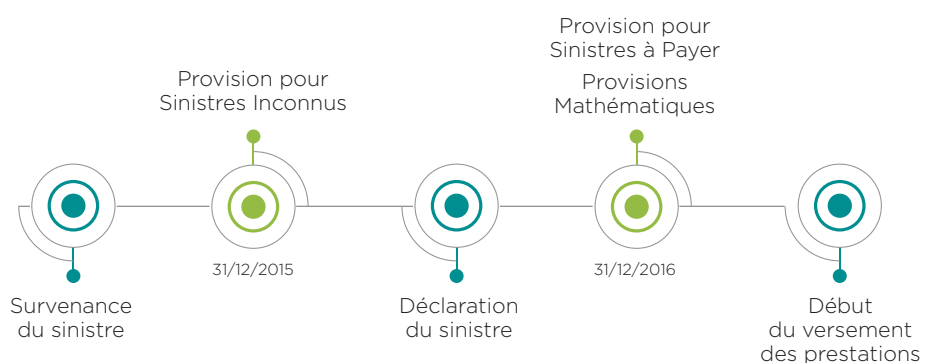 Provision pour
Sinistres à Payer
Provisions
Mathématiques
Provision pour
Sinistres Inconnus
31/12/2015
31/12/2016
Survenance
du sinistre
Déclaration
du sinistre
Début
du versement
des prestations